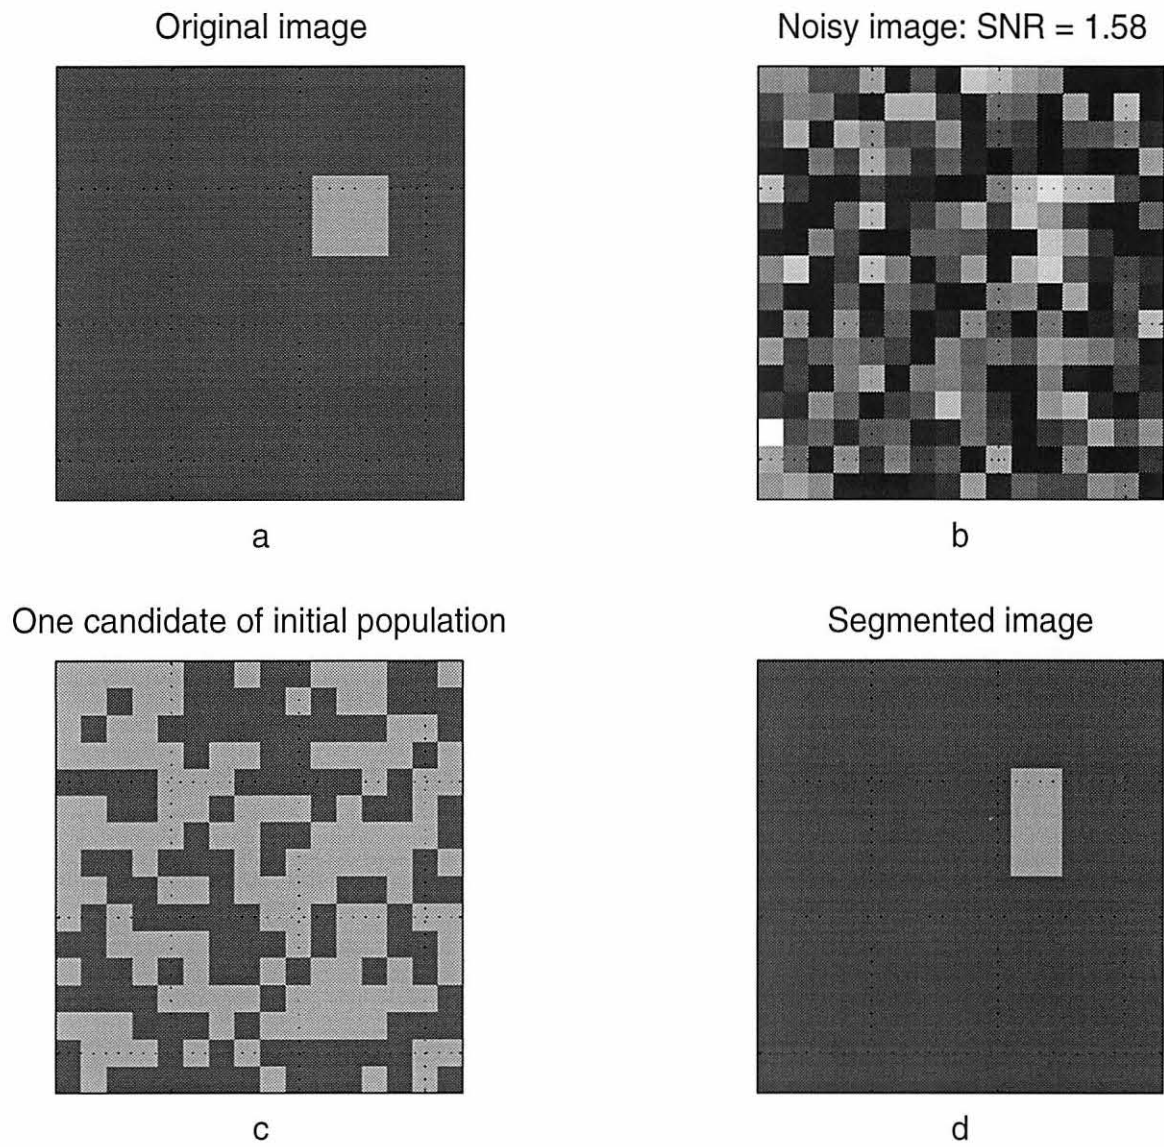 Original image
Noisy image: SNR = 1.58
a
b
One candidate of initial population
Segmented image
c
d